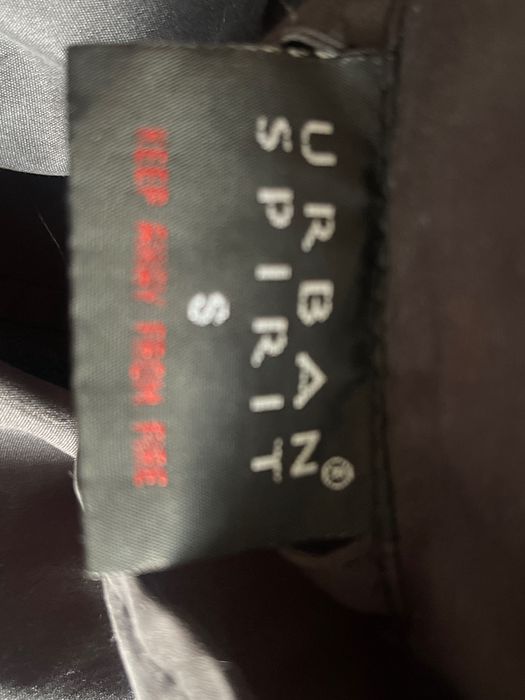 URBAN
SPIRIT®
S
KEEP AWAY FROM FIRE